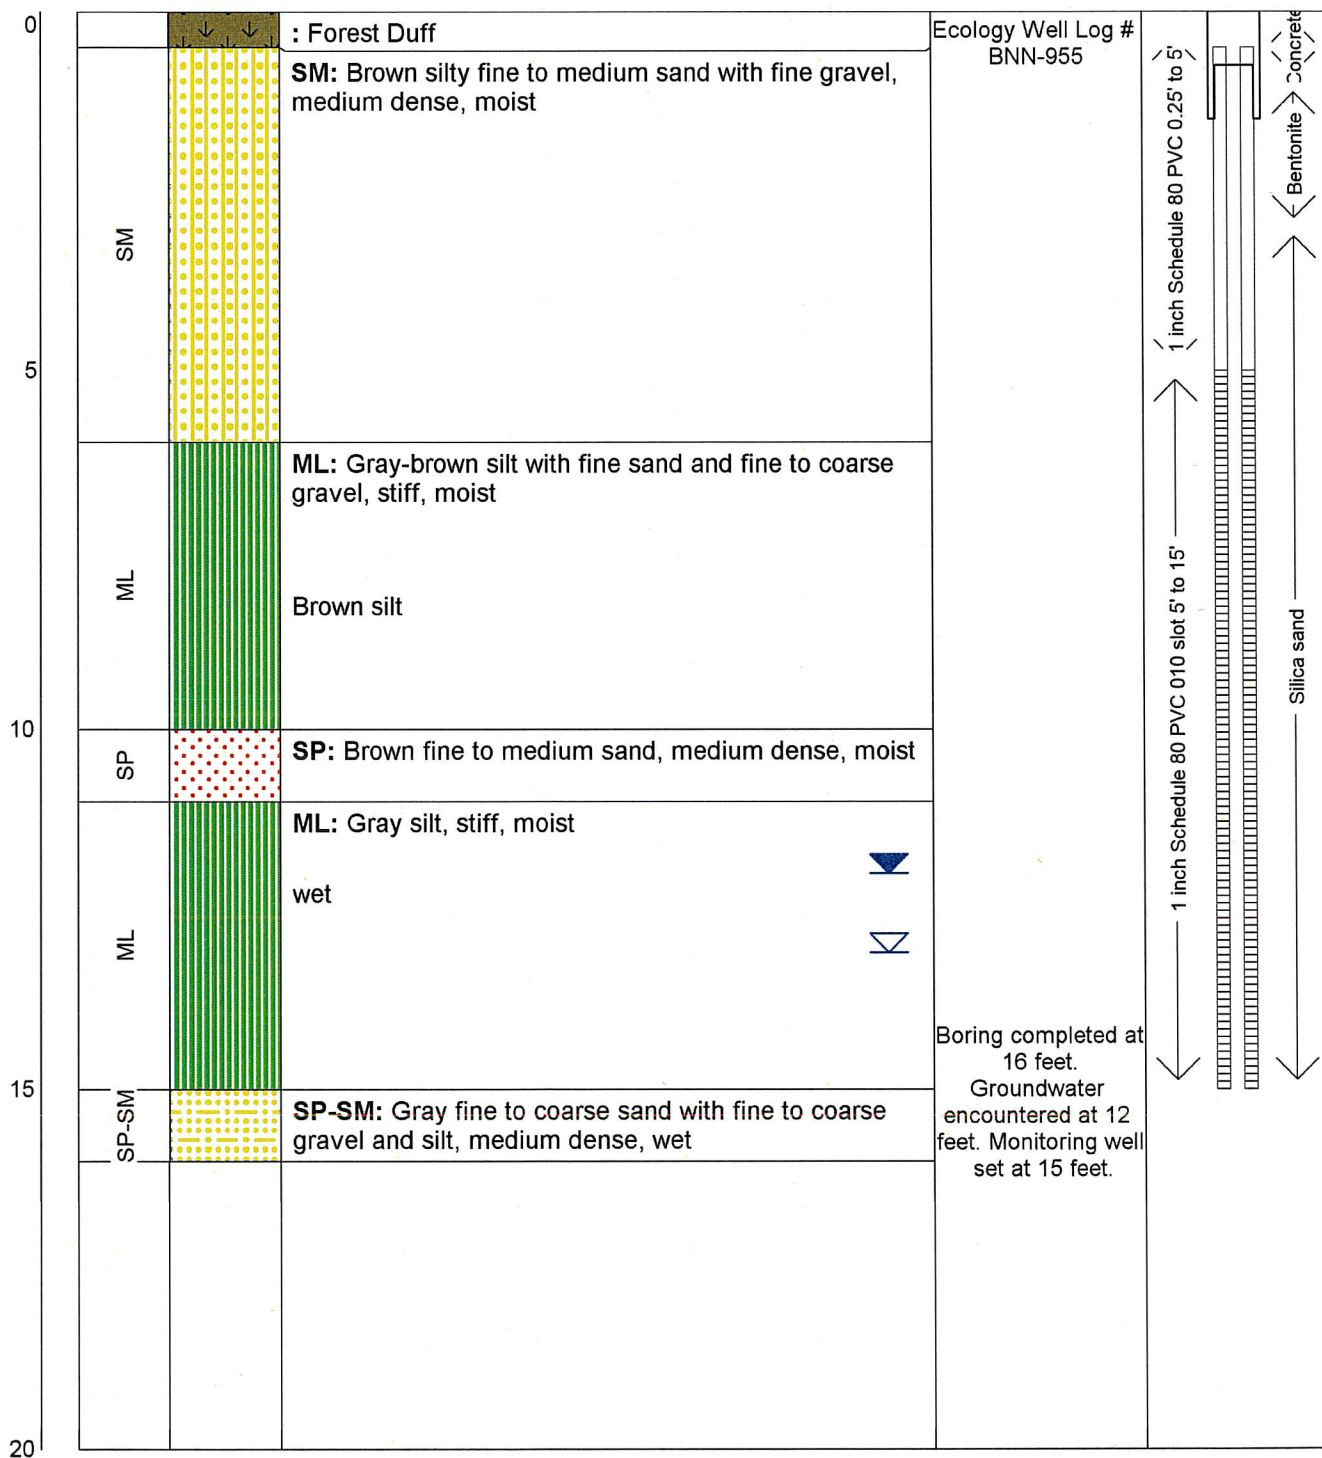 0
: Forest Duff
SM: Brown silty fine to medium sand with fine gravel,
medium dense, moist
SM
5
ML: Gray-brown silt with fine sand and fine to coarse
gravel, stiff, moist
Brown silt
ML
10
SP: Brown fine to medium sand, medium dense, moist
SP
ML: Gray silt, stiff, moist
wet
ML
15
SP-SM: Gray fine to coarse sand with fine to coarse
gravel and silt, medium dense, wet
SP-SM
20
Ecology Well Log #
BNN-955
Boring completed at
16 feet.
Groundwater
encountered at 12
feet. Monitoring well
set at 15 feet.
1 inch Schedule 80 PVC 0.25' to 5'
1 inch Schedule 80 PVC 010 slot 5' to 15'
Concrete
Bentonite
Silica sand